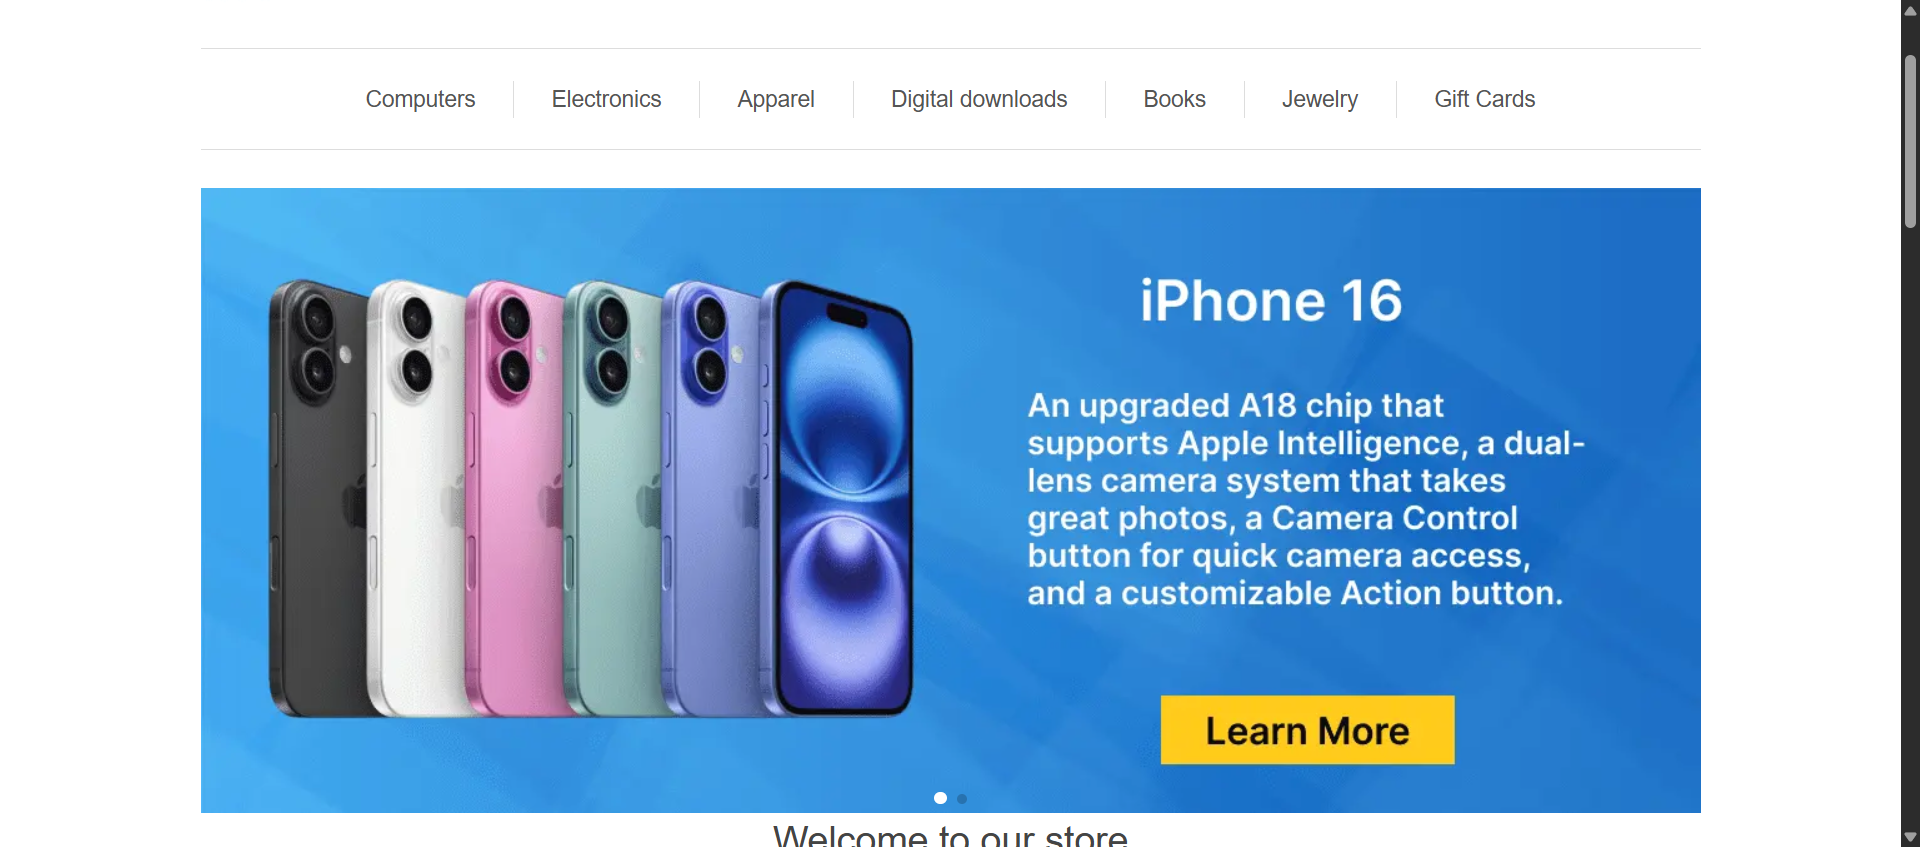 Computers
Electronics
Apparel
Digital downloads
Books
Jewelry
Gift Cards
iPhone 16
An upgraded A18 chip that
supports Apple Intelligence, a dual-
lens camera system that takes
great photos, a Camera Control
button for quick camera access,
and a customizable Action button.
Learn More
Welcome to our store